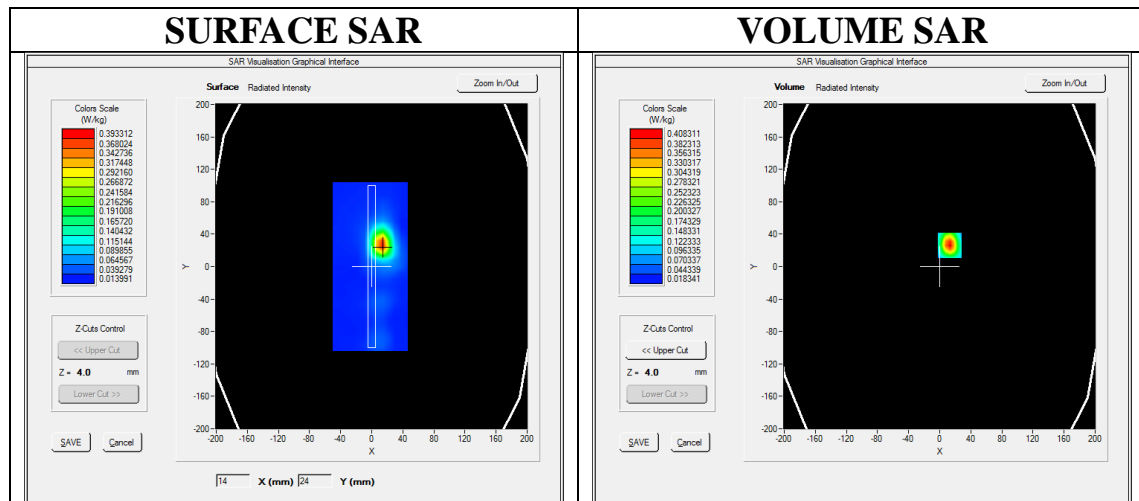 SURFACE SAR
SAR Visualisation Graphical Interface
Surface Radiated Intensity
Zoom In/Out
Colors Scale
(W/kg)
0.393312
0.368024
0.342736
0.317448
0.292160
0.266872
0.241584
0.216296
0.191008
0.165720
0.140432
0.115144
0.089855
0.064567
0.039279
0.013991
Z-Cuts Control
<< Upper Cut
Z = 4.0 mm
Lower Cut >>
SAVE Cancel
200
160
120
80
40
0
-40
-80
-120
-160
-200
Y
-200 -160 -120 -80 -40 0 40 80 120 160 200
X
14 X (mm) 24 Y (mm)
VOLUME SAR
SAR Visualisation Graphical Interface
Volume Radiated Intensity
Zoom In/Out
Colors Scale
(W/kg)
0.408311
0.382313
0.356315
0.330317
0.304319
0.278321
0.252323
0.226325
0.200327
0.174329
0.148331
0.122333
0.096335
0.070337
0.044339
0.018341
Z-Cuts Control
<< Upper Cut
Z = 4.0 mm
Lower Cut >>
SAVE Cancel
200
160
120
80
40
0
-40
-80
-120
-160
-200
Y
-200 -160 -120 -80 -40 0 40 80 120 160 200
X